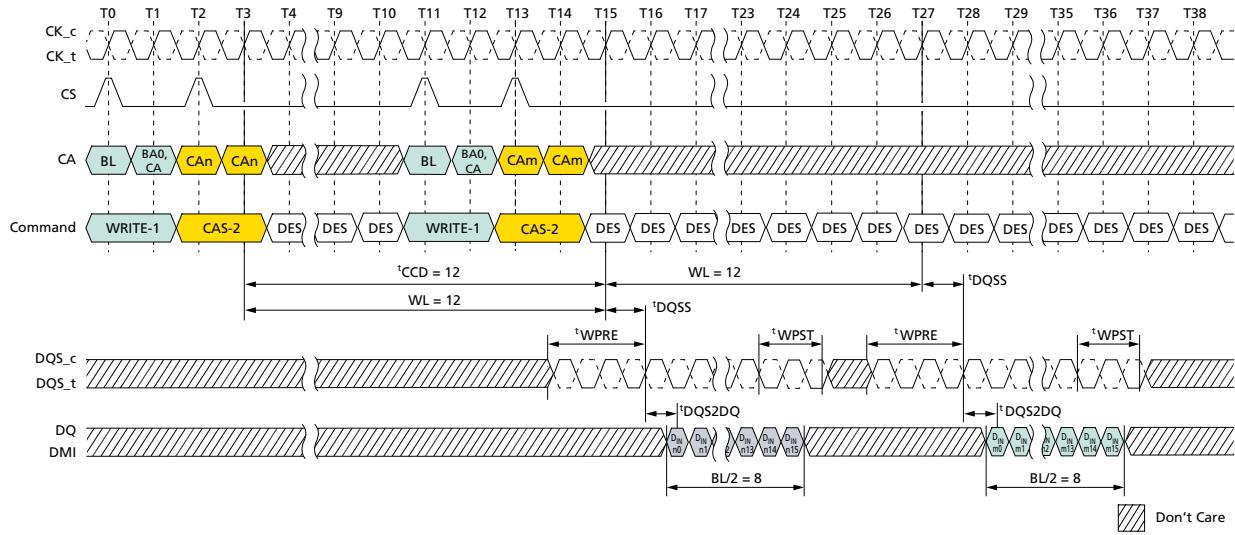 T0 T1 T2 T3 T4 T9 T10 T11 T12 T13 T14 T15 T16 T17 T23 T24 T25 T26 T27 T28 T29 T35 T36 T37 T38
CK_c
CK_t
CS
CA BL BA0, CA CAn CAn BL BA0, CA CAm CAm
Command WRITE-1 CAS-2 DES DES DES WRITE-1 CAS-2 DES DES DES DES DES DES DES DES DES DES DES DES DES DES
tCCD = 12 WL = 12 tDQSS
WL = 12 tDQSS
tWPRE tWPST tWPRE tWPST
DQS_c
DQS_t
tDQS2DQ tDQS2DQ
DQ
DMI
DIN n0 DIN n1 DIN n13 DIN n14 DIN n15 DIN m0 DIN m1 DIN m13 DIN m14 DIN m15
BL/2 = 8 BL/2 = 8
Don't Care